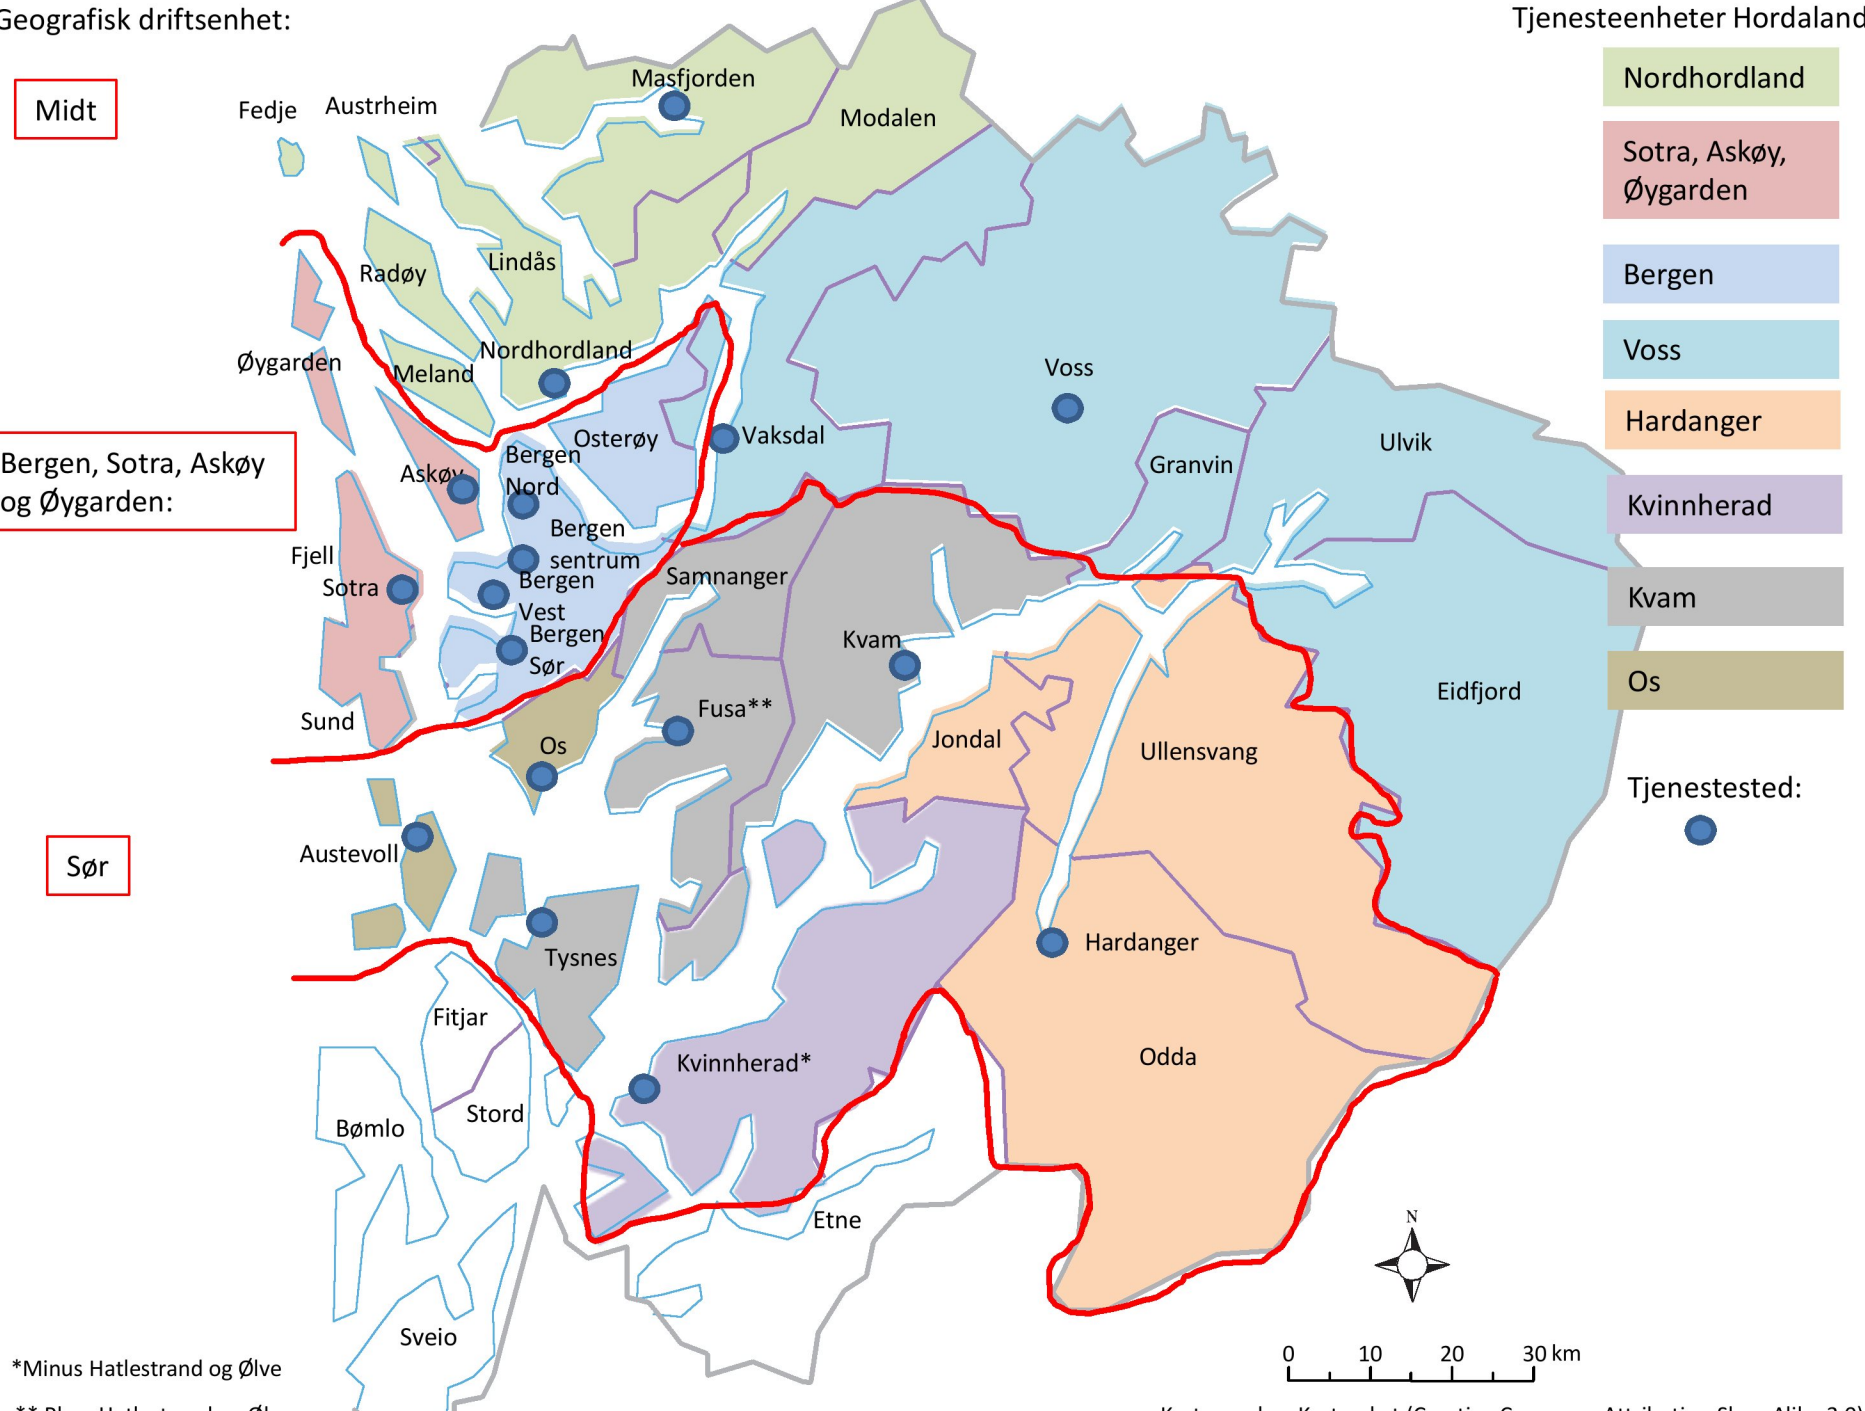 Geografisk driftsenhet:
Tjenesteenheter Hordaland
Midt
Nordhordland
Sotra, Askøy,
Øygarden
Bergen
Voss
Hardanger
Kvinnherad
Kvam
Os
Tjenestested:
Bergen, Sotra, Askøy
og Øygarden:
Sør
Masfjorden
Fedje
Austrheim
Modalen
Radøy
Lindås
Nordhordland
Øygarden
Meland
Voss
Osterøy
Vaksdal
Ulvik
Bergen
Nord
Granvin
Askøy
Bergen
sentrum
Fjell
Sotra
Samnanger
Bergen
Vest
Bergen
Sør
Kvam
Eidfjord
Sund
Fusa**
Os
Jondal
Ullensvang
Austevoll
Tysnes
Hardanger
Fitjar
Kvinnherad*
Odda
Stord
Bømlo
Etne
Sveio
N
0 10 20 30 km
*Minus Hatlestrand og Ølve